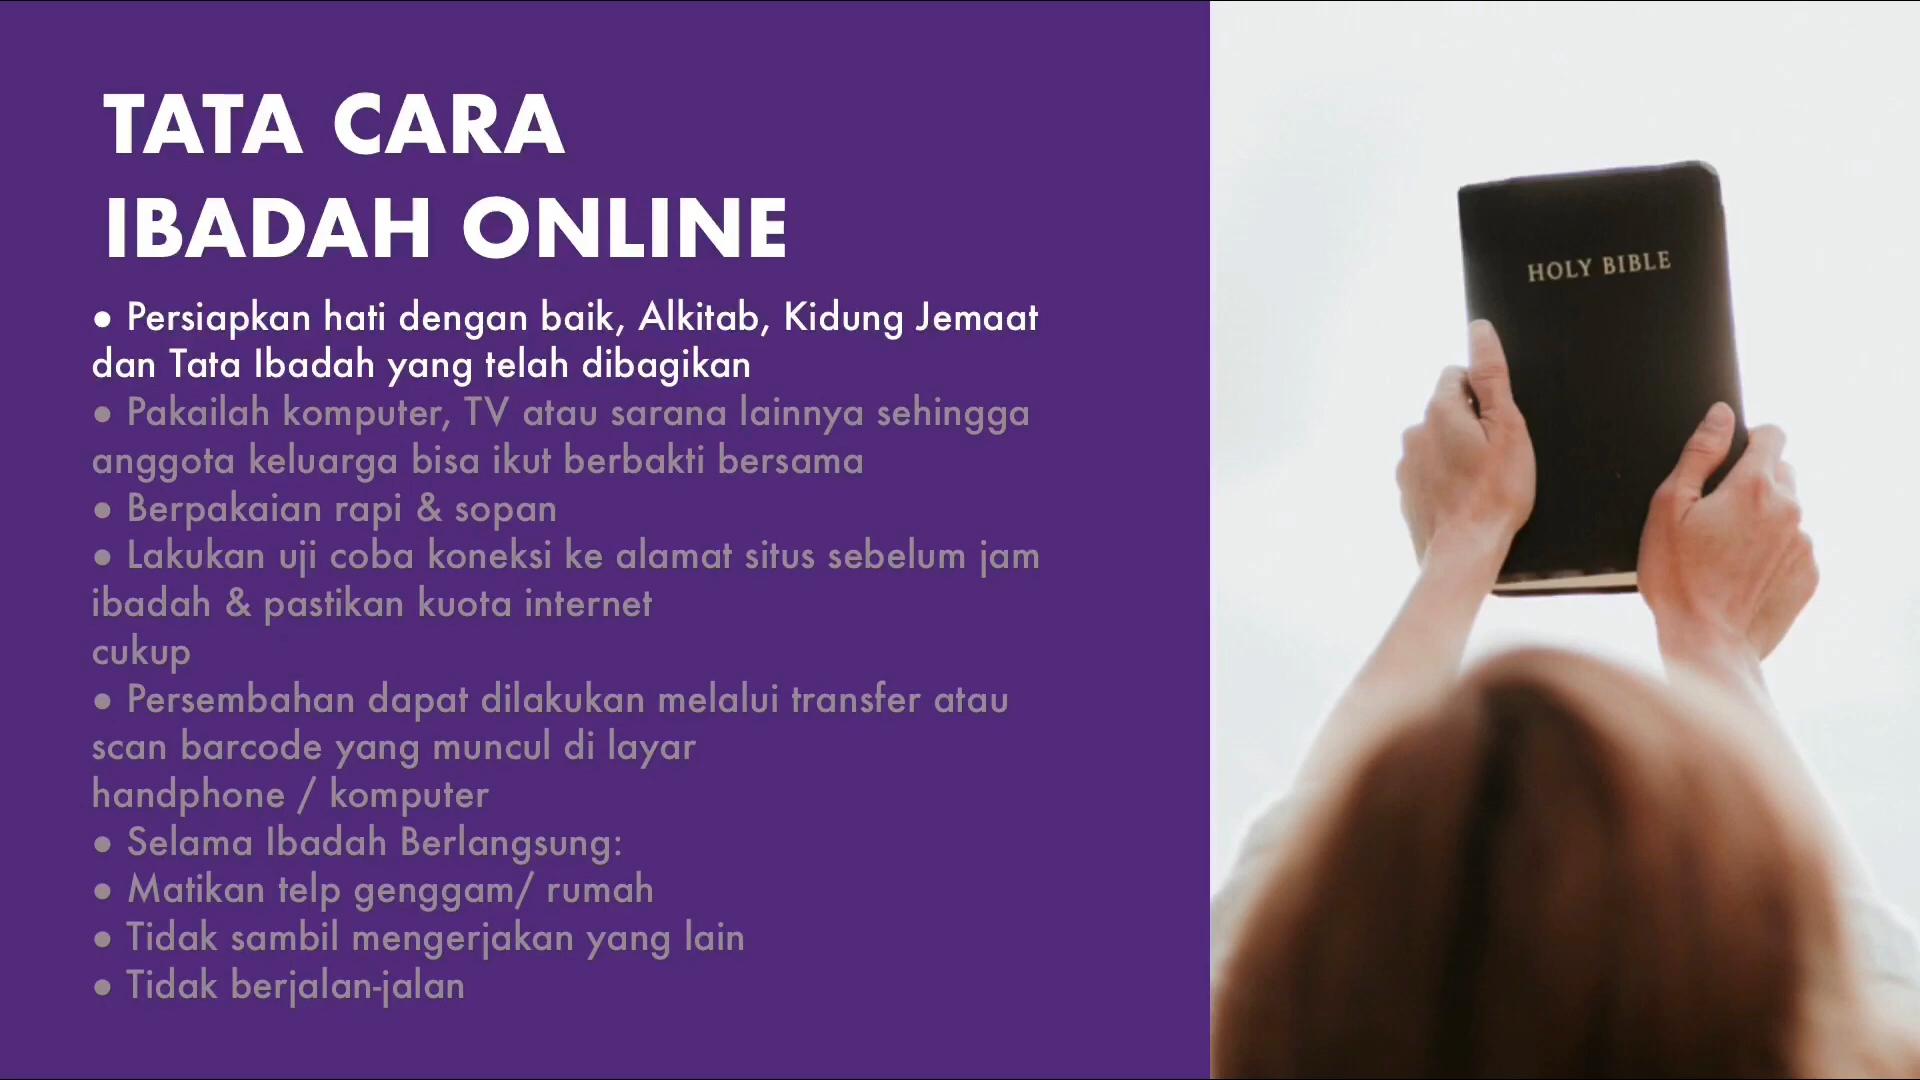 TATA CARA
IBADAH ONLINE
● Persiapkan hati dengan baik, Alkitab, Kidung Jemaat
dan Tata Ibadah yang telah dibagikan
● Pakailah komputer, TV atau sarana lainnya sehingga
anggota keluarga bisa ikut berbakti bersama
● Berpakaian rapi & sopan
● Lakukan uji coba koneksi ke alamat situs sebelum jam
ibadah & pastikan kuota internet
cukup
● Persembahan dapat dilakukan melalui transfer atau
scan barcode yang muncul di layar
handphone / komputer
● Selama Ibadah Berlangsung:
● Matikan telp genggam/ rumah
● Tidak sambil mengerjakan yang lain
● Tidak berjalan-jalan
HOLY BIBLE